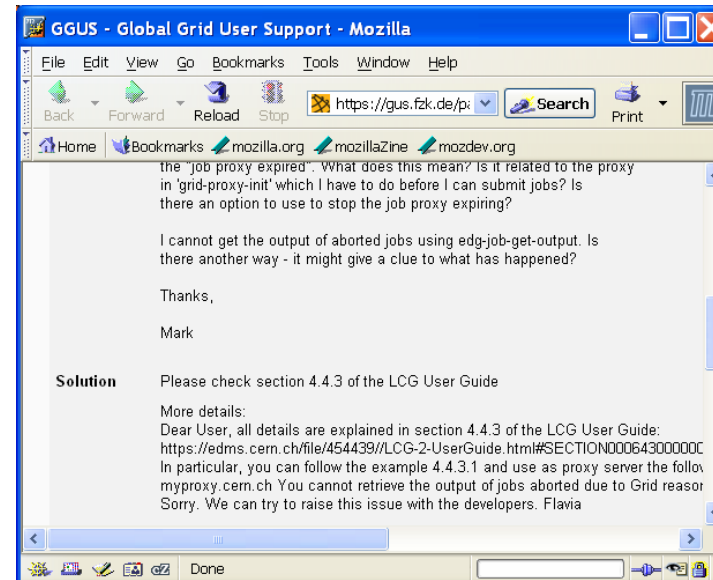 GGUS - Global Grid User Support - Mozilla
File Edit View Go Bookmarks Tools Window Help
Back Forward Reload Stop https://gus.fzk.de/pa Search Print
Home Bookmarks mozilla.org mozillaZine mozdev.org
the "job proxy expired". What does this mean? Is it related to the proxy
in 'grid-proxy-init' which I have to do before I can submit jobs? Is
there an option to use to stop the job proxy expiring?
I cannot get the output of aborted jobs using edg-job-get-output. Is
there another way - it might give a clue to what has happened?
Thanks,
Mark
Solution Please check section 4.4.3 of the LCG User Guide
More details:
Dear User, all details are explained in section 4.4.3 of the LCG User Guide:
https://edms.cern.ch/file/454439//LCG-2-UserGuide.html#SECTION00064300000
In particular, you can follow the example 4.4.3.1 and use as proxy server the follow
myproxy.cern.ch You cannot retrieve the output of jobs aborted due to Grid reason
Sorry. We can try to raise this issue with the developers. Flavia
Done